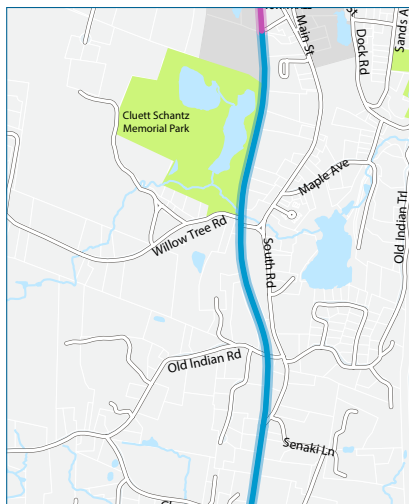 Main St
Dock Rd
Sands A
Cluett Schantz
Memorial Park
Maple Ave
Willow Tree Rd
South Rd
Old Indian Trl
Old Indian Rd
Senaki Ln